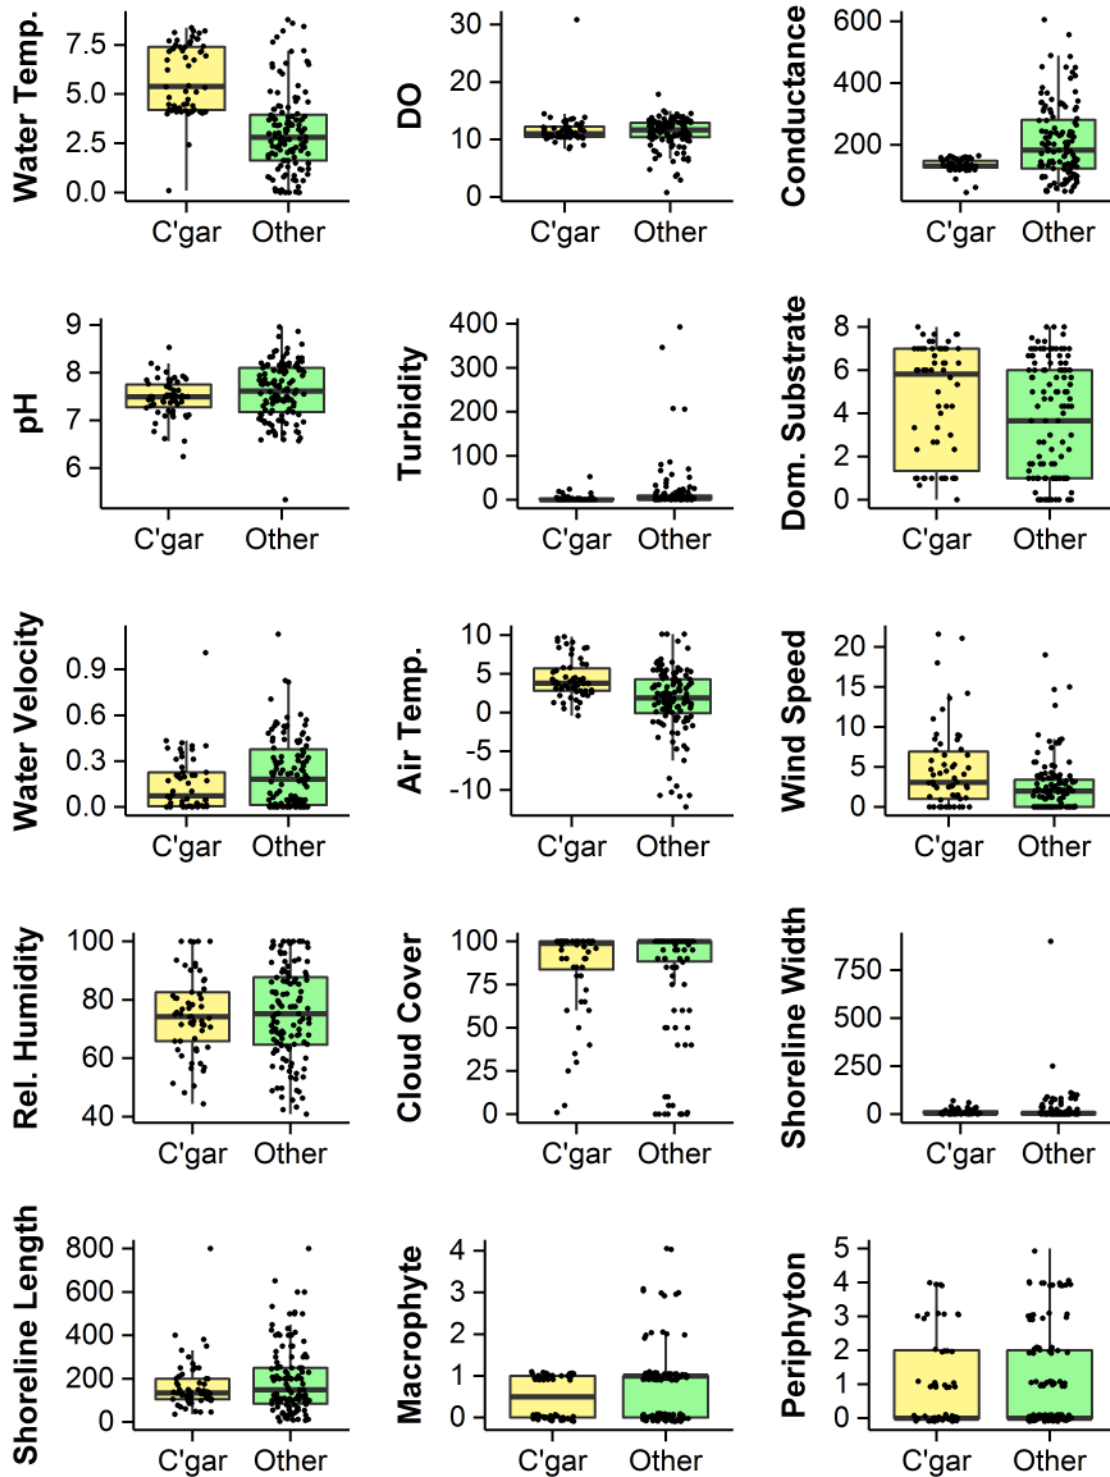 Water Temp.
7.5
5.0
2.5
0.0
C'gar Other
DO
30
20
10
0
C'gar Other
Conductance
600
400
200
C'gar Other
pH
9
8
7
6
C'gar Other
Turbidity
400
300
200
100
0
C'gar Other
Dom. Substrate
8
6
4
2
0
C'gar Other
Water Velocity
0.9
0.6
0.3
0.0
C'gar Other
Air Temp.
10
5
0
-5
-10
C'gar Other
Wind Speed
20
15
10
5
0
C'gar Other
Rel. Humidity
100
80
60
40
C'gar Other
Cloud Cover
100
75
50
25
0
C'gar Other
Shoreline Width
750
500
250
0
C'gar Other
Shoreline Length
800
600
400
200
0
C'gar Other
Macrophyte
4
3
2
1
0
C'gar Other
Periphyton
5
4
3
2
1
0
C'gar Other